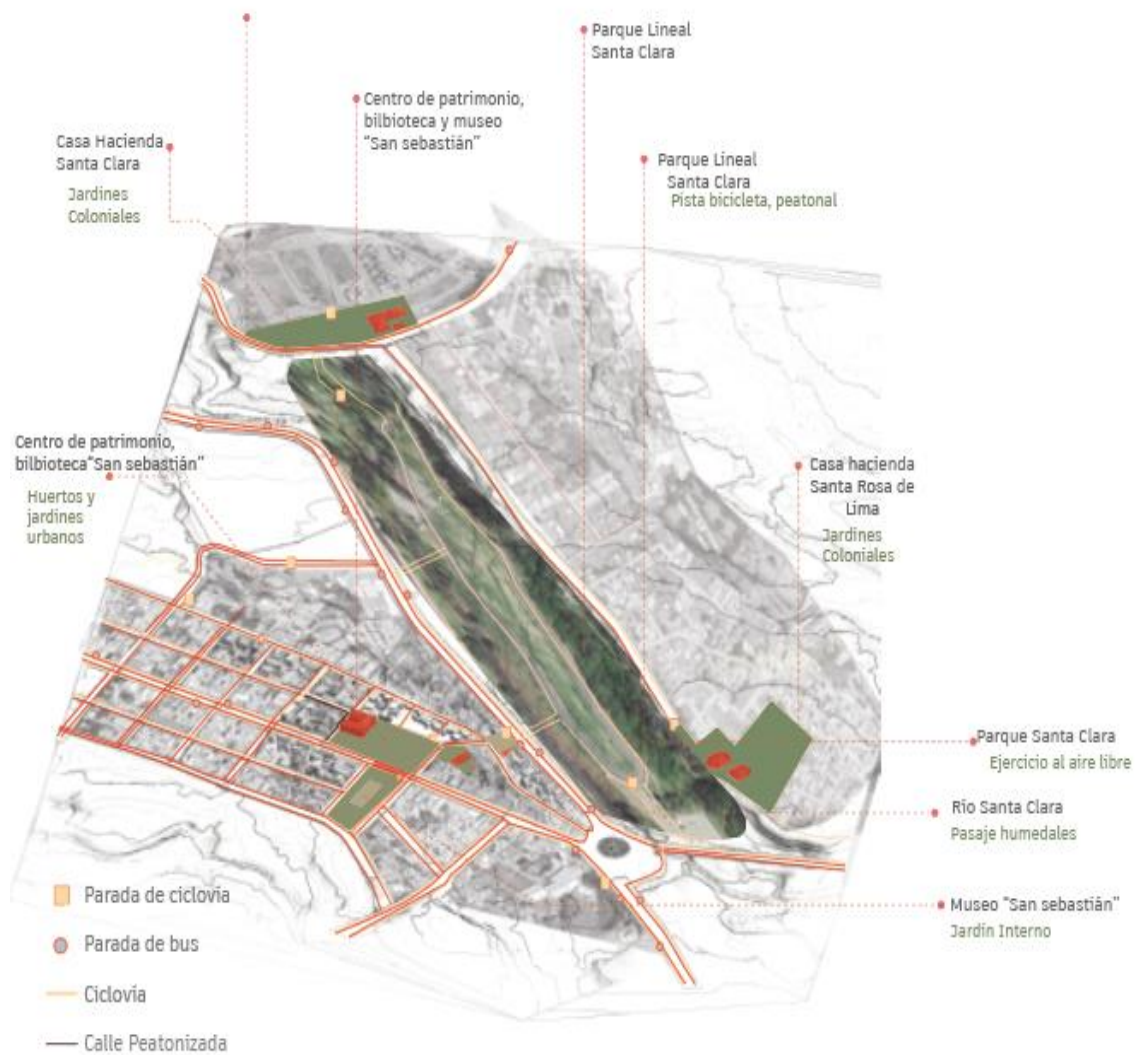 Parque Lineal
Santa Clara
Centro de patrimonio,
bilbioteca y museo
"San sebastián"
Casa Hacienda
Santa Clara
Jardines
Coloniales
Parque Lineal
Santa Clara
Pista bicicleta, peatonal
Centro de patrimonio,
bilbioteca"San sebastián"
Huertos y
jardines
urbanos
Casa hacienda
Santa Rosa de
Lima
Jardines
Coloniales
Parque Santa Clara
Ejercicio al aire libre
Río Santa Clara
Pasaje humedales
Museo "San sebastián"
Jardín Interno
Parada de ciclovía
Parada de bus
Ciclovía
Calle Peatonizada